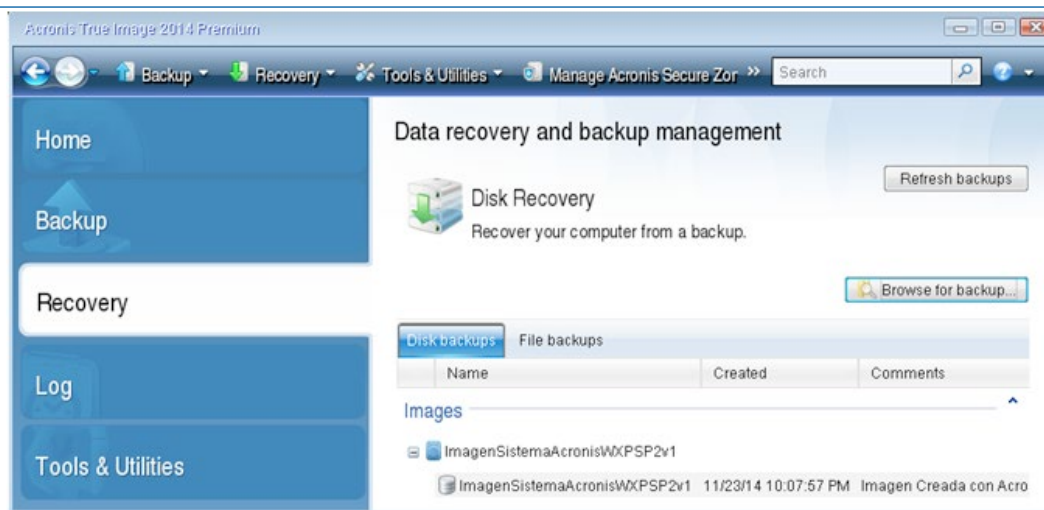 Acronis True Image 2014 Premium
Backup Recovery Tools & Utilities Manage Acronis Secure Zor » Search
Home
Data recovery and backup management
Refresh backups
Disk Recovery
Recover your computer from a backup.
Backup
Browse for backup...
Recovery
Disk backups File backups
Name Created Comments
Log
Images
ImagenSistemaAcronisWXPSP2v1
Tools & Utilities
ImagenSistemaAcronisWXPSP2v1 11/23/14 10:07:57 PM Imagen Creada con Acro